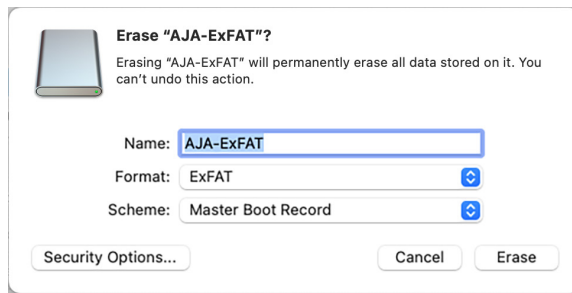 Erase “AJA-ExFAT”?
Erasing “AJA-ExFAT” will permanently erase all data stored on it. You
can’t undo this action.
Name: AJA-ExFAT
Format: ExFAT
Scheme: Master Boot Record
Security Options... Cancel Erase